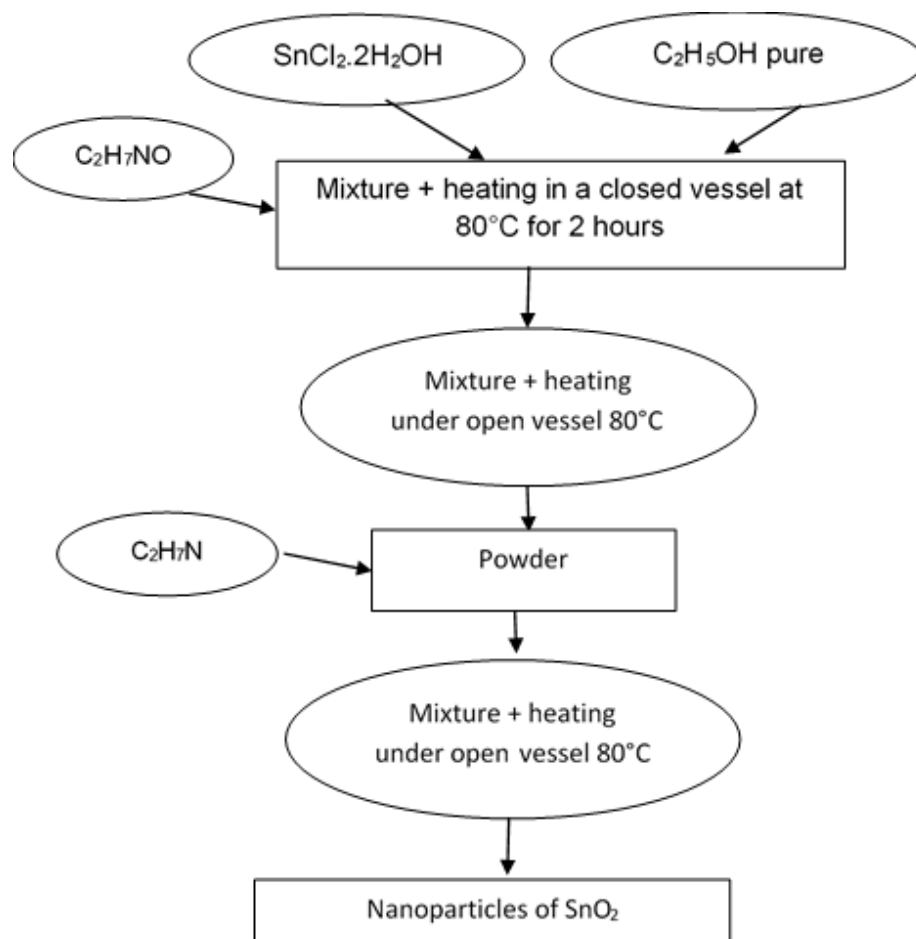 SnCl₂.2H₂OH
C₂H₅OH pure
C₂H₇NO
Mixture + heating in a closed vessel at
80°C for 2 hours
Mixture + heating
under open vessel 80°C
C₂H₇N
Powder
Mixture + heating
under open vessel 80°C
Nanoparticles of SnO₂